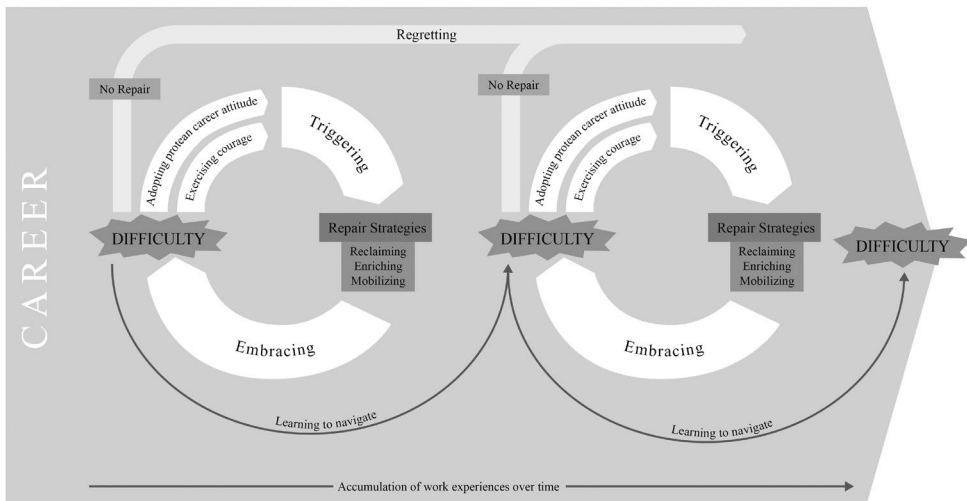 CAREER
Regretting
No Repair
Adopting protean career attitude
Exercising courage
Triggering
DIFFICULTY
Repair Strategies
Reclaiming
Enriching
Mobilizing
Embracing
Learning to navigate
No Repair
Adopting protean career attitude
Exercising courage
Triggering
DIFFICULTY
Repair Strategies
Reclaiming
Enriching
Mobilizing
Embracing
Learning to navigate
DIFFICULTY
Accumulation of work experiences over time